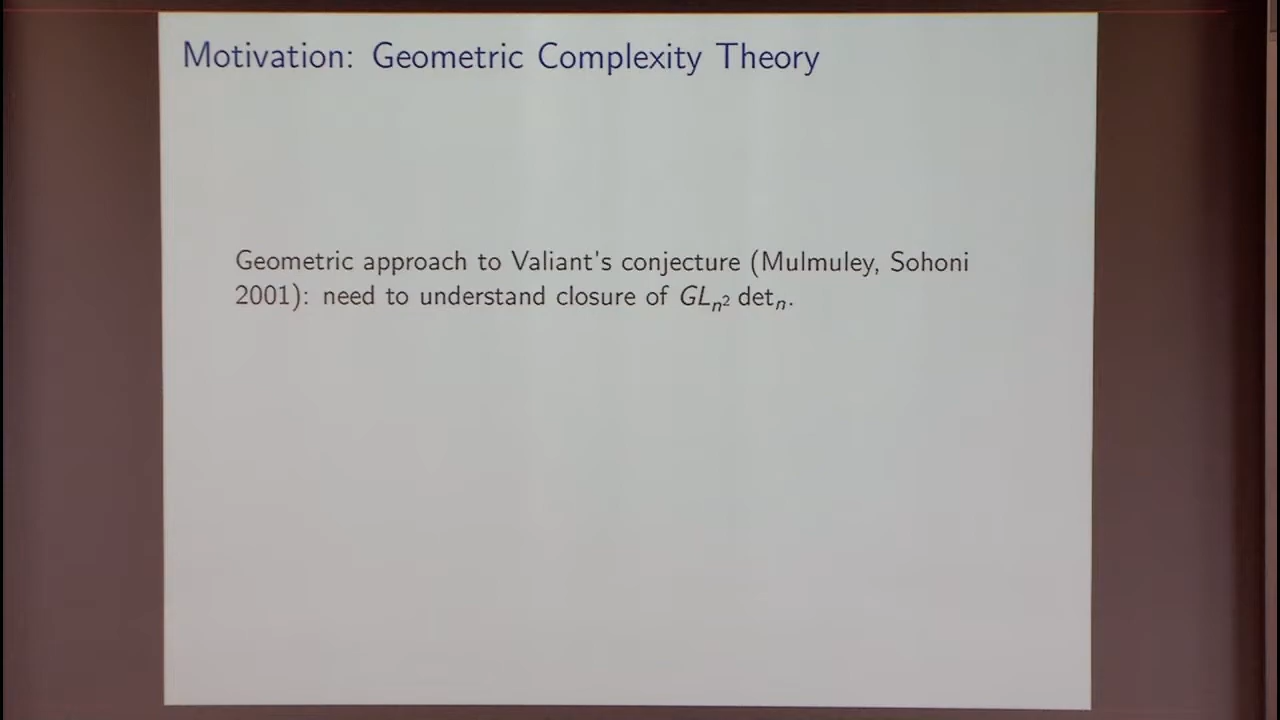 Motivation: Geometric Complexity Theory
Geometric approach to Valiant's conjecture (Mulmuley, Sohoni
2001): need to understand closure of GL_{n^2} det_n.